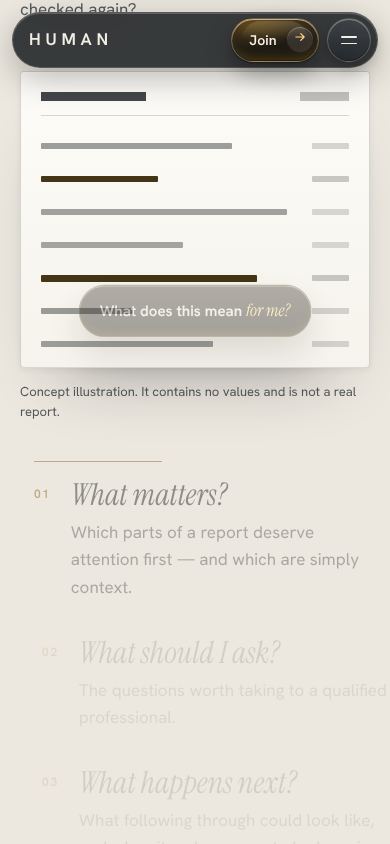 checked again?
HUMAN
Join
What does this mean for me?
Concept illustration. It contains no values and is not a real
report.
01
What matters?
Which parts of a report deserve
attention first — and which are simply
context.
02
What should I ask?
The questions worth taking to a qualified
professional.
03
What happens next?
What following through could look like,